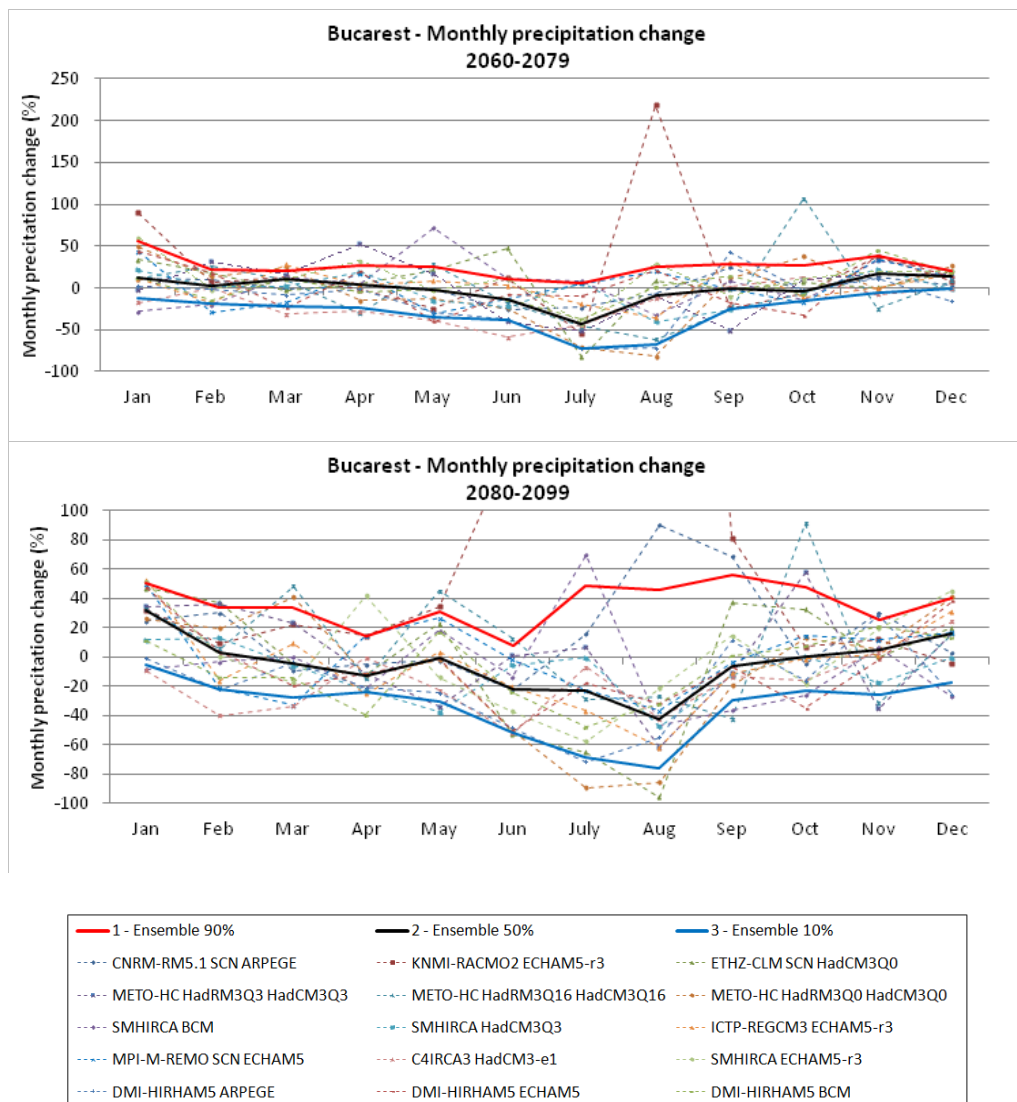 Bucarest - Monthly precipitation change
2060-2079
Monthly precitation change (%)
250
200
150
100
50
0
-50
-100
Jan Feb Mar Apr May Jun July Aug Sep Oct Nov Dec
Bucarest - Monthly precipitation change
2080-2099
Monthly precitation change (%)
100
80
60
40
20
0
-20
-40
-60
-80
-100
Jan Feb Mar Apr May Jun July Aug Sep Oct Nov Dec
1 - Ensemble 90% 2 - Ensemble 50% 3 - Ensemble 10%
CNRM-RM5.1 SCN ARPEGE KNMI-RACMO2 ECHAM5-r3 ETHZ-CLM SCN HadCM3Q0
METO-HC HadRM3Q3 HadCM3Q3 METO-HC HadRM3Q16 HadCM3Q16 METO-HC HadRM3Q0 HadCM3Q0
SMHIRCA BCM SMHIRCA HadCM3Q3 ICTP-REGCM3 ECHAM5-r3
MPI-M-REMO SCN ECHAM5 C4IRCA3 HadCM3-e1 SMHIRCA ECHAM5-r3
DMI-HIRHAM5 ARPEGE DMI-HIRHAM5 ECHAM5 DMI-HIRHAM5 BCM